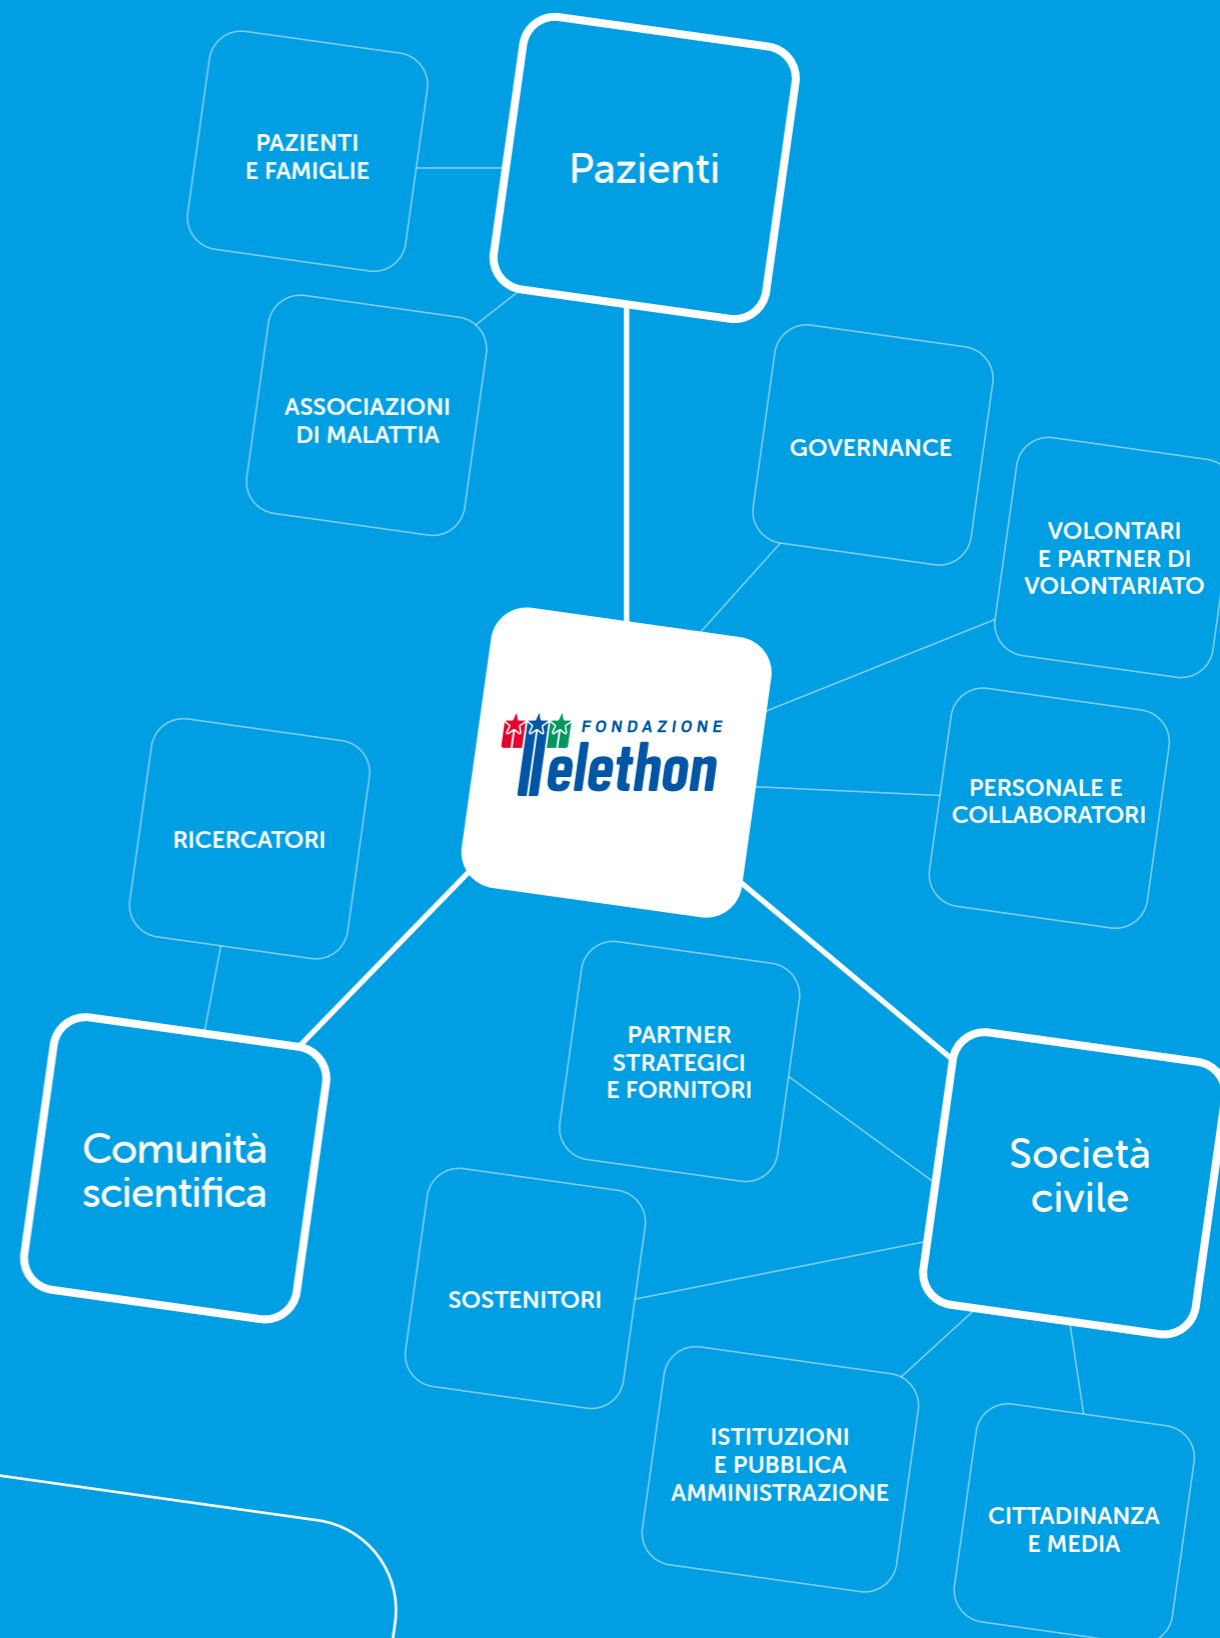 Pazienti
PAZIENTI
E FAMIGLIE
ASSOCIAZIONI
DI MALATTIA
GOVERNANCE
VOLONTARI
E PARTNER DI
VOLONTARIATO
FONDAZIONE
Telethon
PERSONALE E
COLLABORATORI
RICERCATORI
PARTNER
STRATEGICI
E FORNITORI
Comunità
scientifica
Società
civile
SOSTENITORI
ISTITUZIONI
E PUBBLICA
AMMINISTRAZIONE
CITTADINANZA
E MEDIA